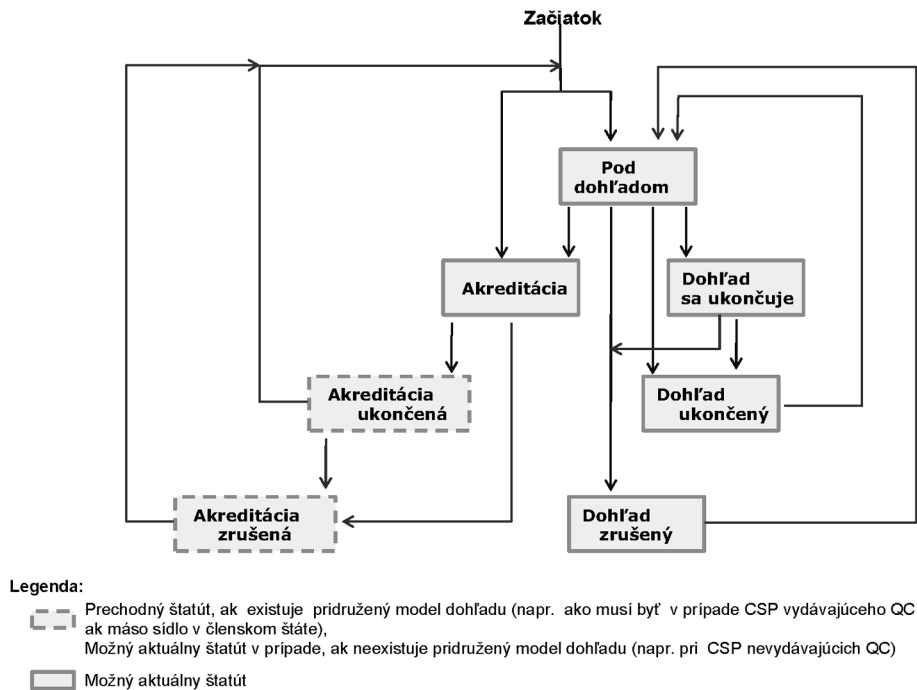 Začiatok
Pod
dohľadom
Akreditácia
Dohľad
sa ukončuje
Akreditácia
ukončená
Dohľad
ukončený
Akreditácia
zrušená
Dohľad
zrušený
Legenda:
Prechodný štatút, ak existuje pridružený model dohľadu (napr. ako musí byť v prípade CSP vydávajúceho QC
ak máso sídlo v členskom štáte),
Možný aktuálny štatút v prípade, ak neexistuje pridružený model dohľadu (napr. pri CSP nevydávajúcich QC)
Možný aktuálny štatút